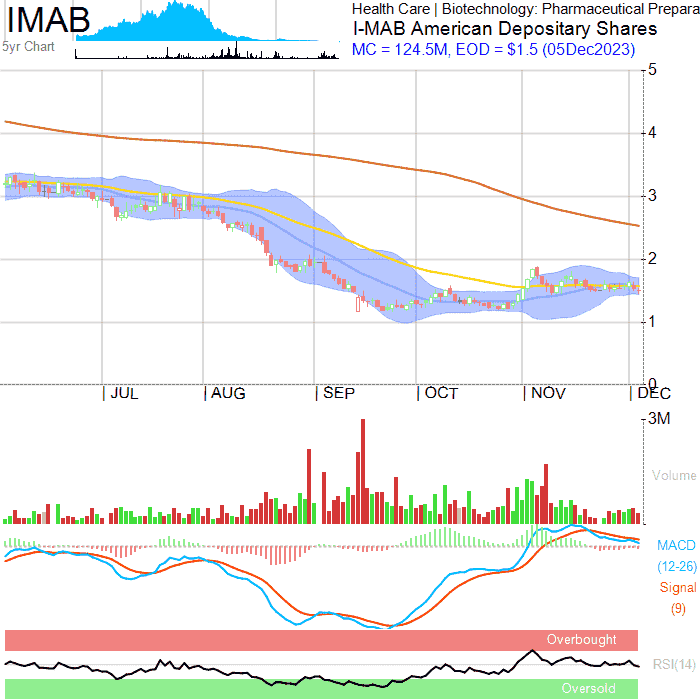 IMAB
5yr Chart
Health Care | Biotechnology: Pharmaceutical Prepara
I-MAB American Depositary Shares
MC = 124.5M, EOD = $1.5 (05Dec2023)
5
4
3
2
1
0
| JUL | AUG | SEP | OCT | NOV | DEC
3M
Volume
MACD
(12-26)
Signal
(9)
Overbought
RSI(14)
Oversold